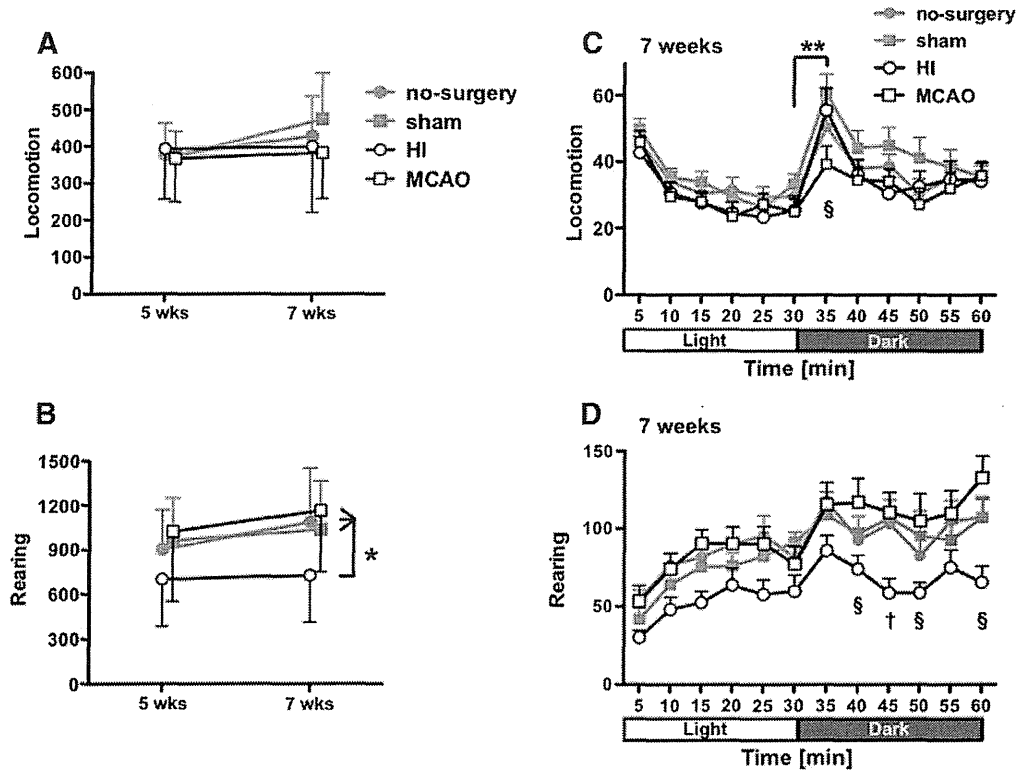 A
600
500
400
300
200
100
0
Locomotion
5 wks
7 wks
no-surgery
sham
HI
MCAO
C
7 weeks
**
no-surgery
sham
HI
MCAO
60
40
20
0
Locomotion
§
5 10 15 20 25 30 35 40 45 50 55 60
Light
Dark
Time [min]
B
1500
1200
900
600
300
0
Rearing
*
5 wks
7 wks
D
7 weeks
150
100
50
0
Rearing
§ † § §
5 10 15 20 25 30 35 40 45 50 55 60
Light
Dark
Time [min]